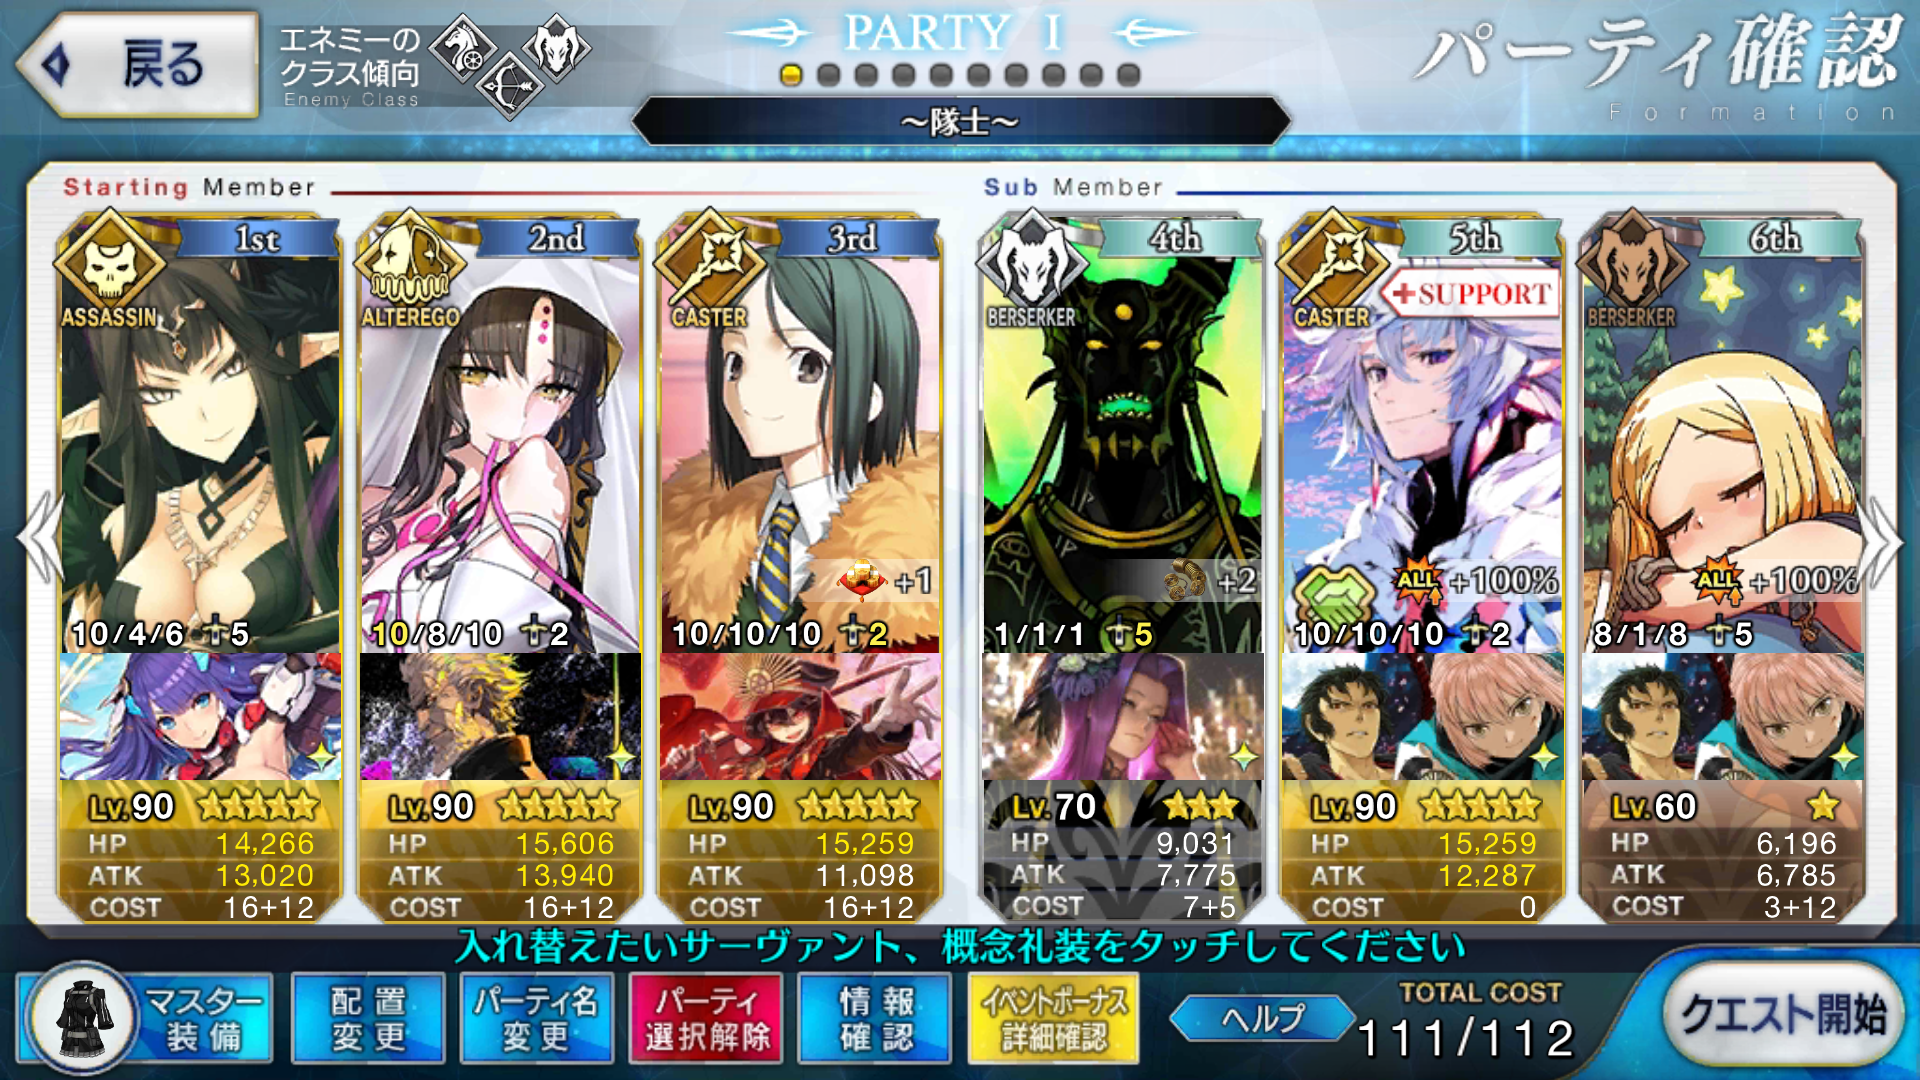 戻る
エネミーの
クラス傾向
Enemy Class
PARTY I
～隊士～
パーティ確認
Formation
Starting Member
Sub Member
1st
ASSASSIN
10/4/6 5
Lv.90
HP 14,266
ATK 13,020
COST 16+12
2nd
ALTEREGO
10/8/10 2
Lv.90
HP 15,606
ATK 13,940
COST 16+12
3rd
CASTER
+1
10/10/10 2
Lv.90
HP 15,259
ATK 11,098
COST 16+12
4th
BERSERKER
+2
1/1/1 5
Lv.70
HP 9,031
ATK 7,775
COST 7+5
5th
+SUPPORT
CASTER
ALL +100%
10/10/10 2
Lv.90
HP 15,259
ATK 12,287
COST 0
6th
BERSERKER
ALL +100%
8/1/8 5
Lv.60
HP 6,196
ATK 6,785
COST 3+12
入れ替えたいサーヴァント、概念礼装をタッチしてください
マスター
装備
配置
変更
パーティ名
変更
パーティ
選択解除
情報
確認
イベントボーナス
詳細確認
ヘルプ
TOTAL COST
111/112
クエスト開始